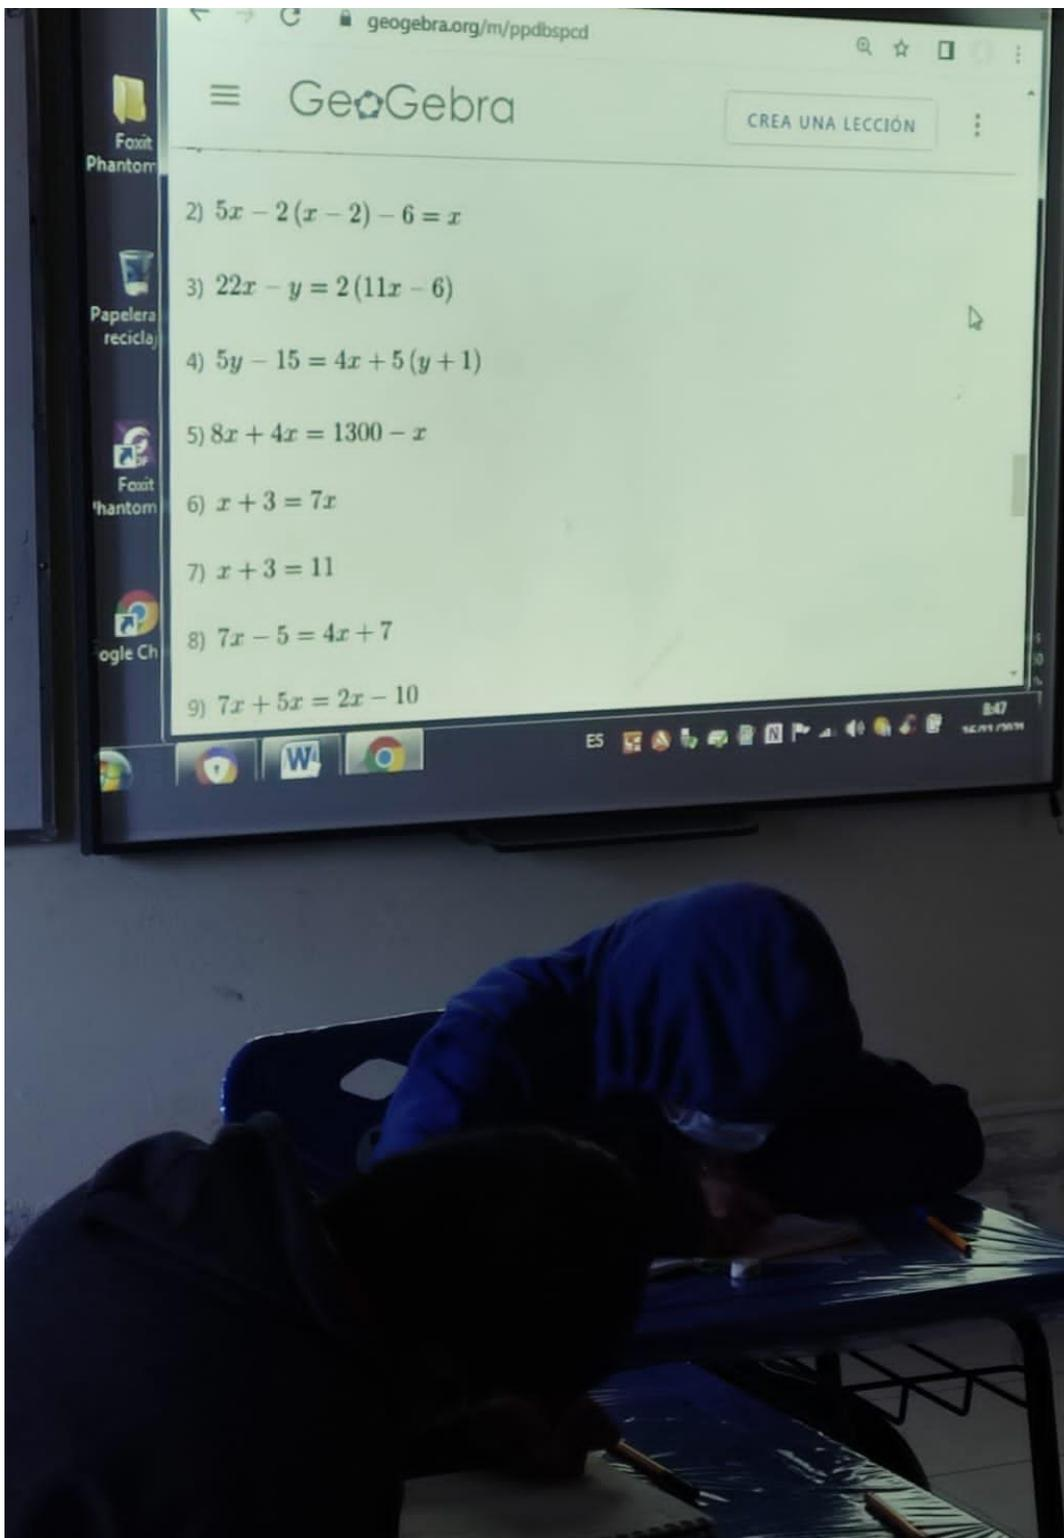 geogebra.org/m/ppdbspcd
GeoGebra
CREA UNA LECCIÓN
Foxit
Phantom
2) 5x − 2 (x − 2) − 6 = x
3) 22x − y = 2 (11x − 6)
Papelera
recicla
4) 5y − 15 = 4x + 5 (y + 1)
5) 8x + 4x = 1300 − x
Foxit
hantom
6) x + 3 = 7x
7) x + 3 = 11
8) 7x − 5 = 4x + 7
ogle Ch
9) 7x + 5x = 2x − 10
ES
8:47
W
N